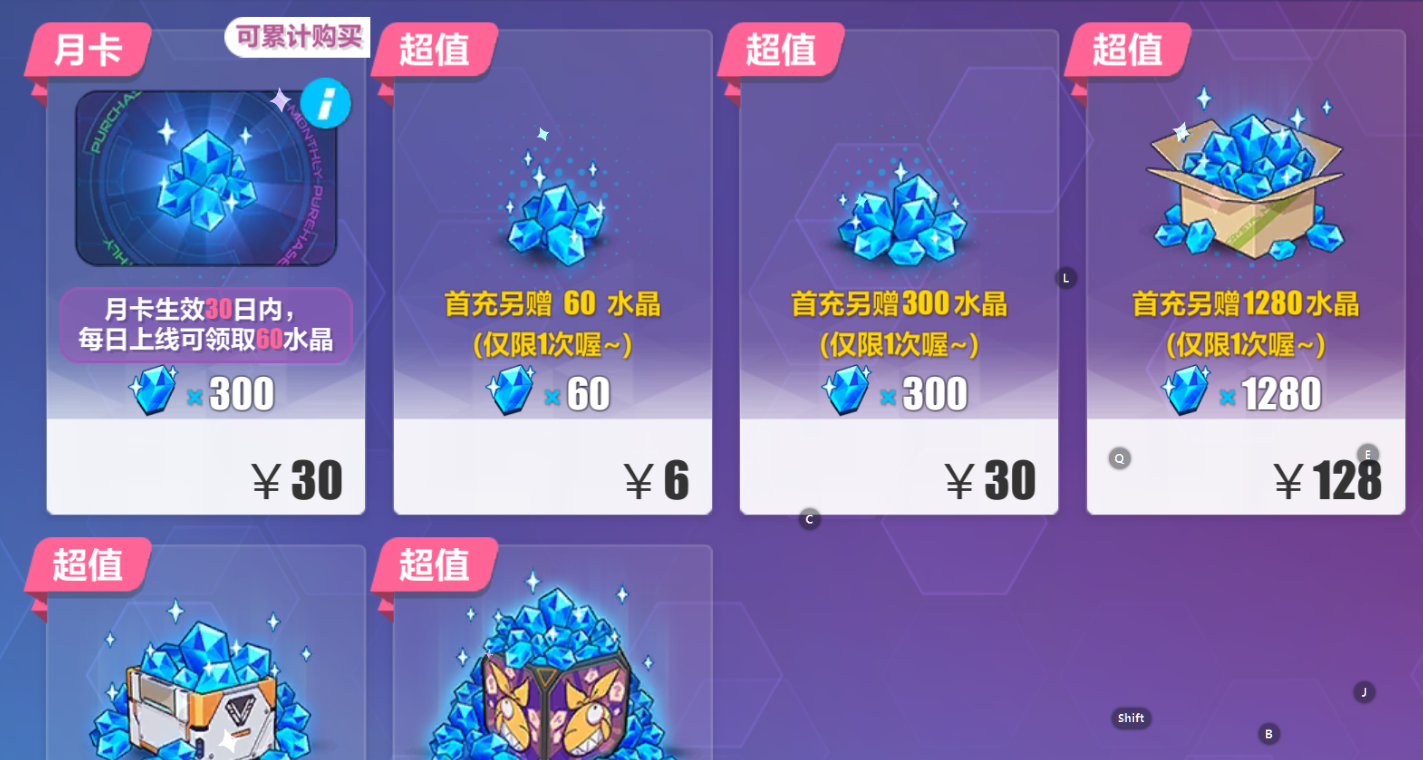 月卡
可累计购买
PURCHA
MONTHLY PURCHASE
HLY
月卡生效30日内，
每日上线可领取60水晶
× 300
￥30
超值
首充另赠 60 水晶
(仅限1次喔~)
× 60
￥6
超值
首充另赠300水晶
(仅限1次喔~)
× 300
￥30
超值
首充另赠1280水晶
(仅限1次喔~)
× 1280
￥128
L
Q
E
C
超值
超值
J
Shift
B